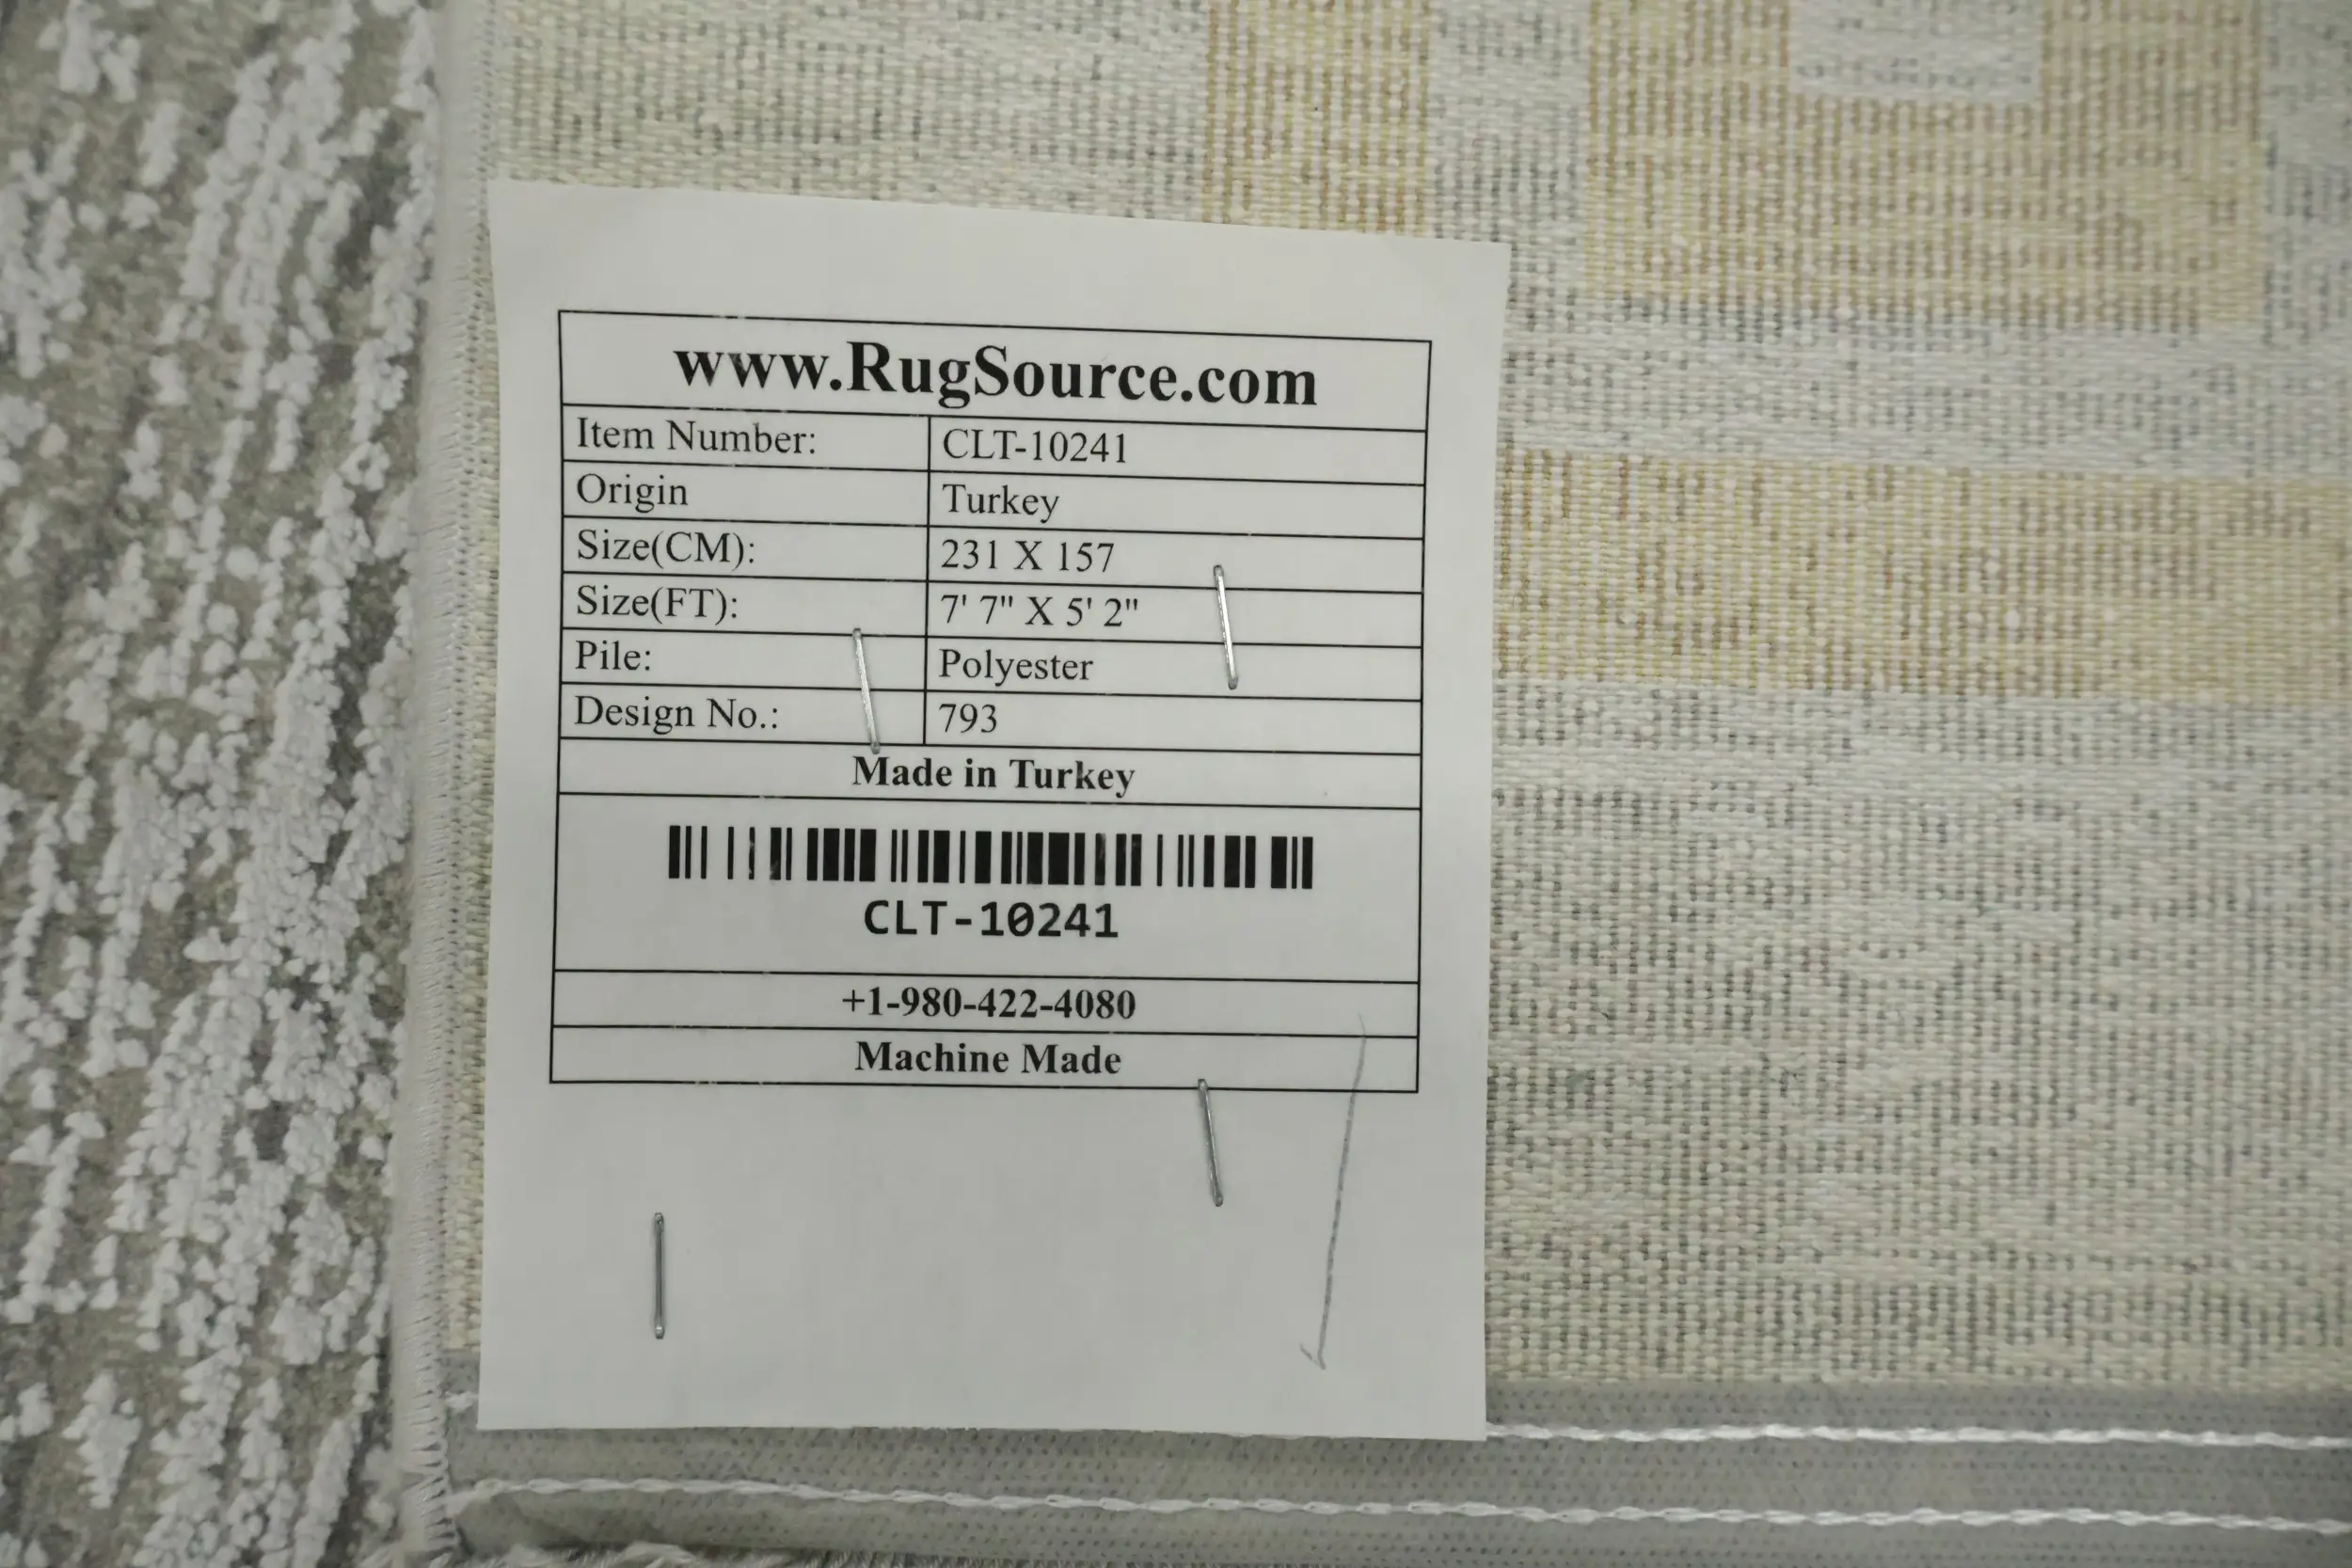 www.RugSource.com
Item Number: CLT-10241
Origin Turkey
Size(CM): 231 X 157
Size(FT): 7' 7" X 5' 2"
Pile: Polyester
Design No.: 793
Made in Turkey
CLT-10241
+1-980-422-4080
Machine Made